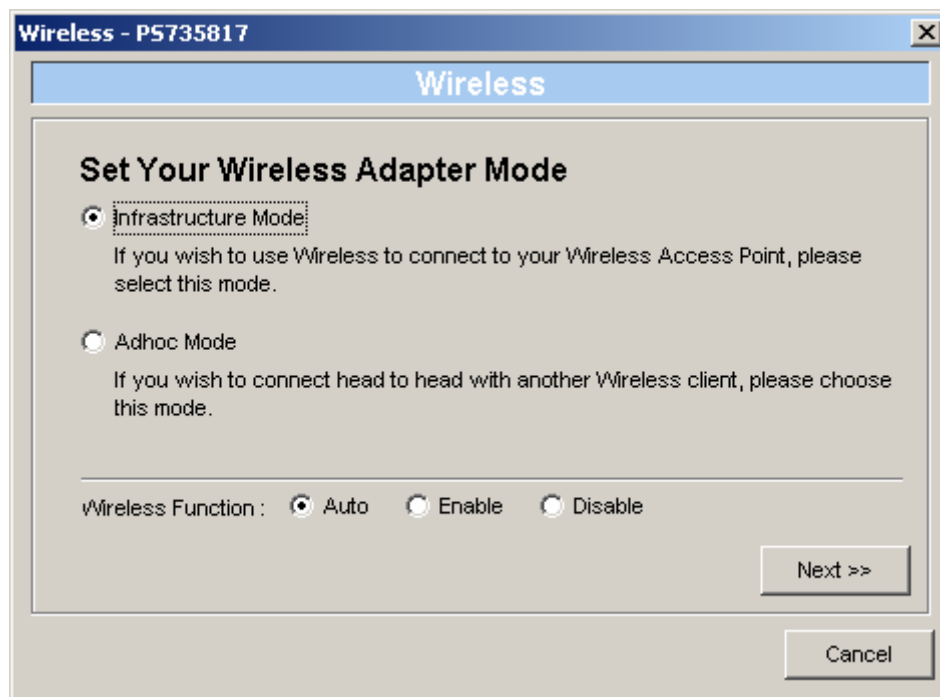 Wireless - PS735817
Wireless
Set Your Wireless Adapter Mode
Infrastructure Mode
If you wish to use Wireless to connect to your Wireless Access Point, please
select this mode.
Adhoc Mode
If you wish to connect head to head with another Wireless client, please choose
this mode.
Wireless Function : Auto Enable Disable
Next >>
Cancel